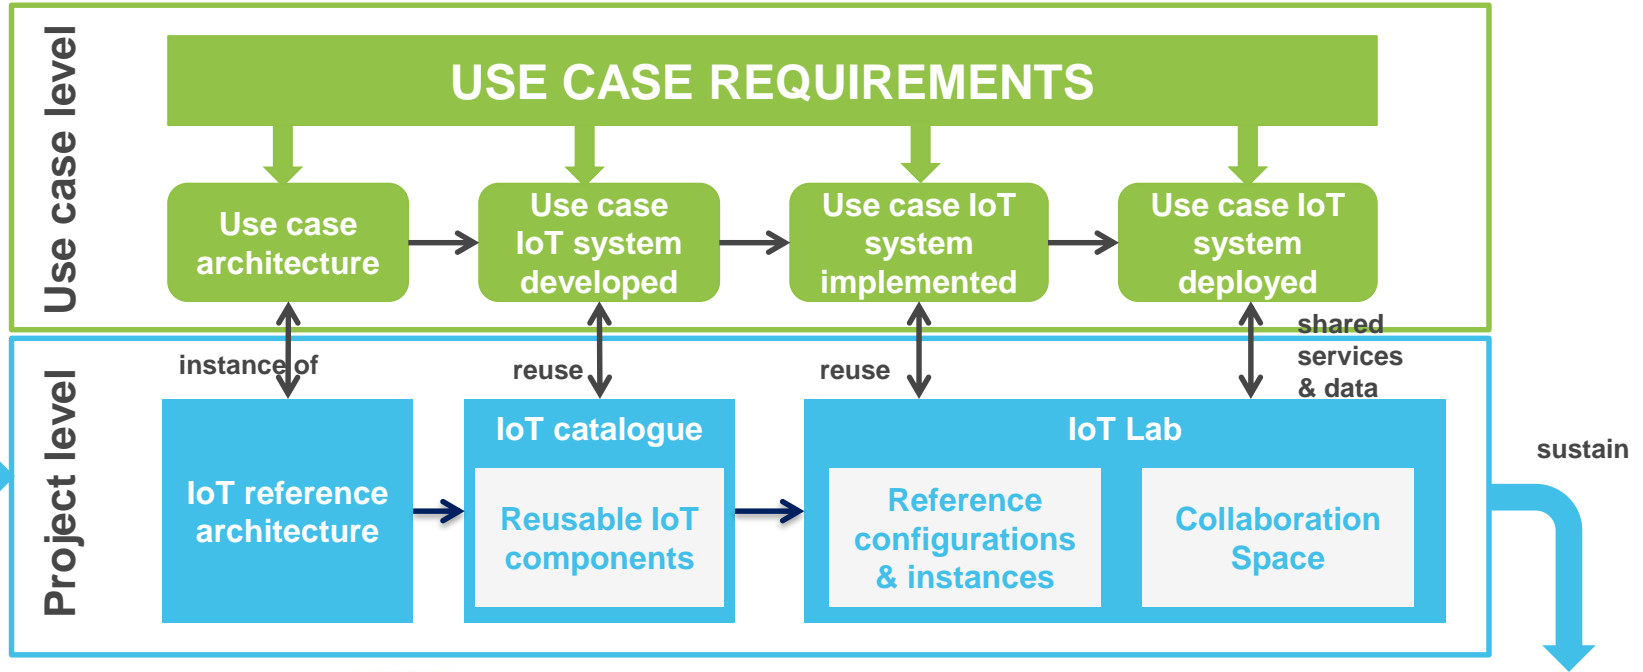 Use case level
USE CASE REQUIREMENTS
Use case
architecture
Use case
IoT system
developed
Use case IoT
system
implemented
Use case IoT
system
deployed
instance of
reuse
reuse
shared
services
& data
Project level
IoT reference
architecture
IoT catalogue
Reusable IoT
components
IoT Lab
Reference
configurations
& instances
Collaboration
Space
sustain